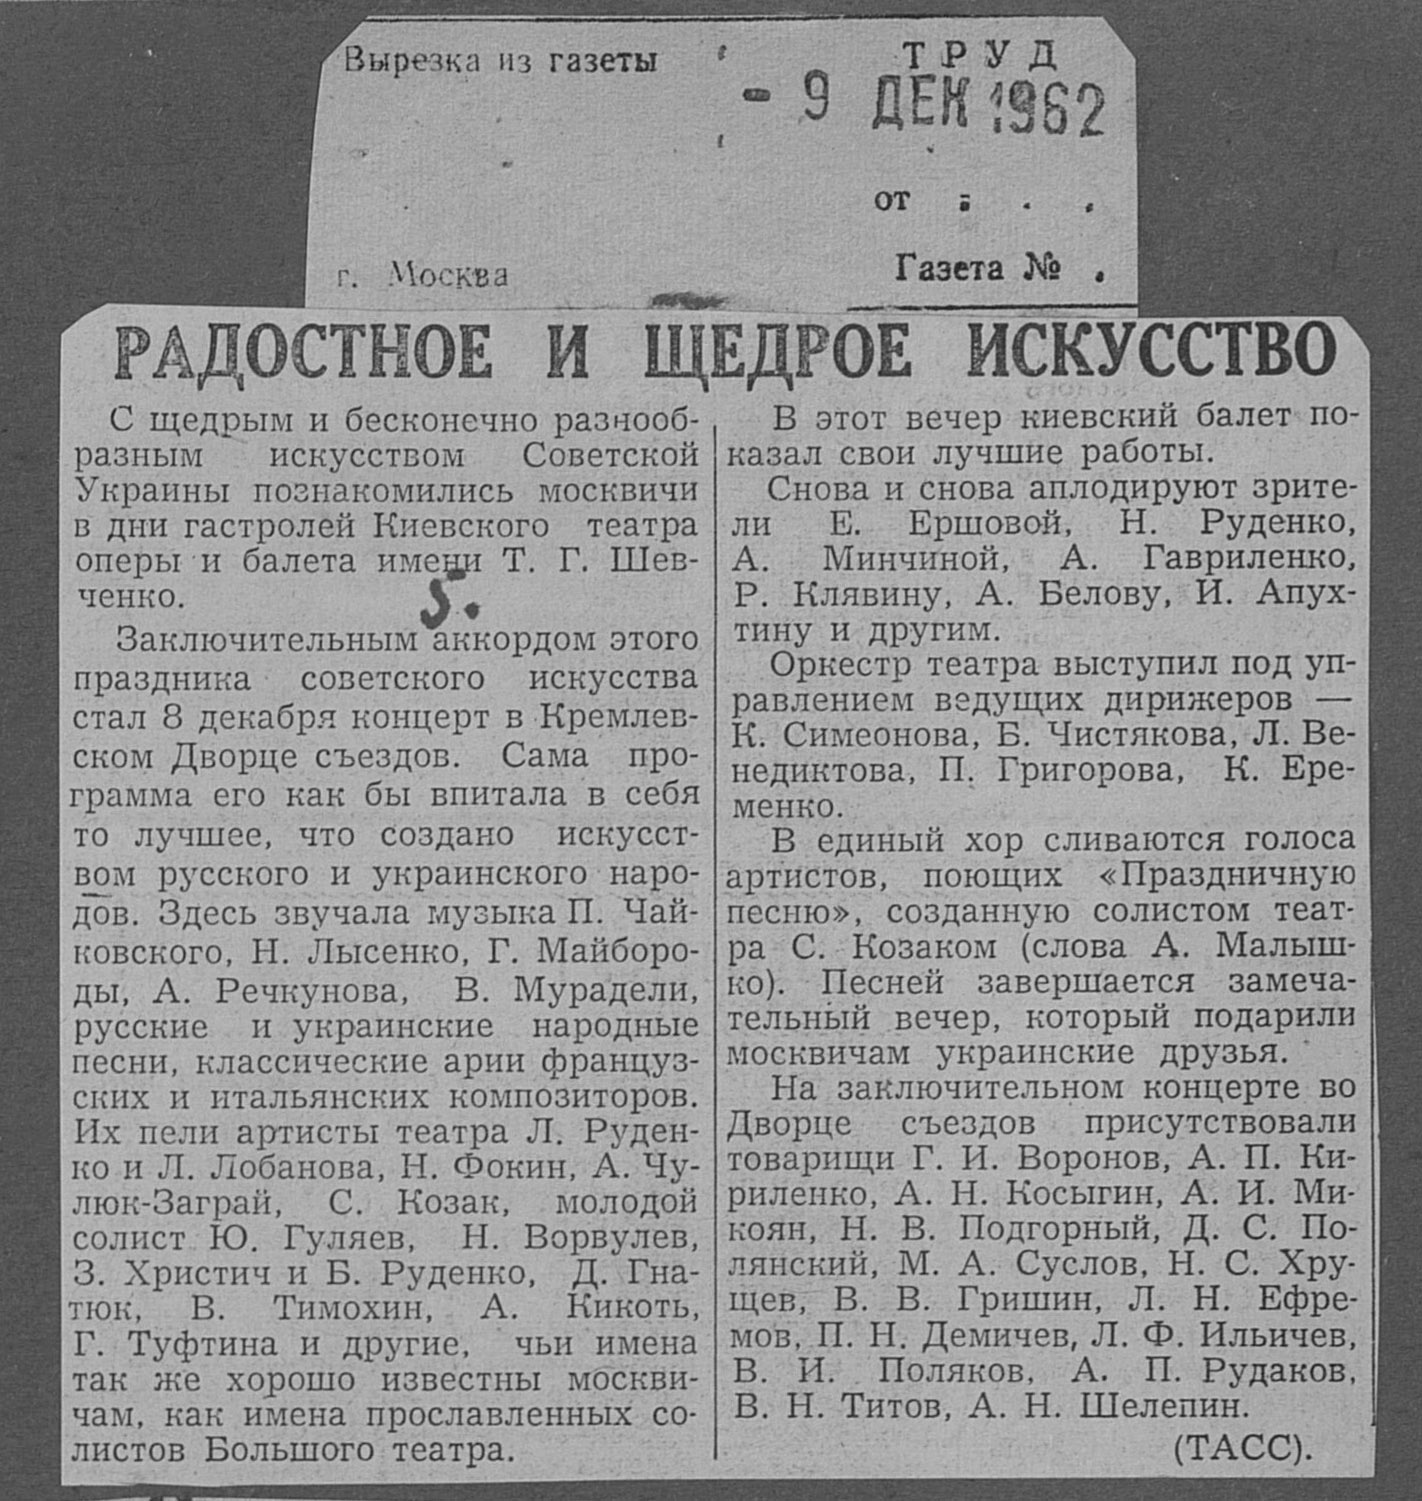 Вырезка из газеты
ТРУД
- 9 ДЕК 1962
от : . .
г. Москва
Газета № .
РАДОСТНОЕ И ЩЕДРОЕ ИСКУССТВО
С щедрым и бесконечно разнооб-
разным искусством Советской
Украины познакомились москвичи
в дни гастролей Киевского театра
оперы и балета имени Т. Г. Шев-
ченко.
5.
Заключительным аккордом этого
праздника советского искусства
стал 8 декабря концерт в Кремлев-
ском Дворце съездов. Сама про-
грамма его как бы впитала в себя
то лучшее, что создано искусст-
вом русского и украинского наро-
дов. Здесь звучала музыка П. Чай-
ковского, Н. Лысенко, Г. Майборо-
ды, А. Речкунова, В. Мурадели,
русские и украинские народные
песни, классические арии француз-
ских и итальянских композиторов.
Их пели артисты театра Л. Руден-
ко и Л. Лобанова, Н. Фокин, А. Чу-
люк-Заграй, С. Козак, молодой
солист Ю. Гуляев, Н. Ворвулев,
З. Христич и Б. Руденко, Д. Гна-
тюк, В. Тимохин, А. Кикоть,
Г. Туфтина и другие, чьи имена
так же хорошо известны москви-
чам, как имена прославленных со-
листов Большого театра.
В этот вечер киевский балет по-
казал свои лучшие работы.
Снова и снова аплодируют зрите-
ли Е. Ершовой, Н. Руденко,
А. Минчиной, А. Гавриленко,
Р. Клявину, А. Белову, И. Апух-
тину и другим.
Оркестр театра выступил под уп-
равлением ведущих дирижеров —
К. Симеонова, Б. Чистякова, Л. Ве-
недиктова, П. Григорова, К. Ере-
менко.
В единый хор сливаются голоса
артистов, поющих «Праздничную
песню», созданную солистом теат-
ра С. Козаком (слова А. Малыш-
ко). Песней завершается замеча-
тельный вечер, который подарили
москвичам украинские друзья.
На заключительном концерте во
Дворце съездов присутствовали
товарищи Г. И. Воронов, А. П. Ки-
риленко, А. Н. Косыгин, А. И. Ми-
коян, Н. В. Подгорный, Д. С. По-
лянский, М. А. Суслов, Н. С. Хру-
щев, В. В. Гришин, Л. Н. Ефре-
мов, П. Н. Демичев, Л. Ф. Ильичев,
В. И. Поляков, А. П. Рудаков,
В. Н. Титов, А. Н. Шелепин.
(ТАСС).